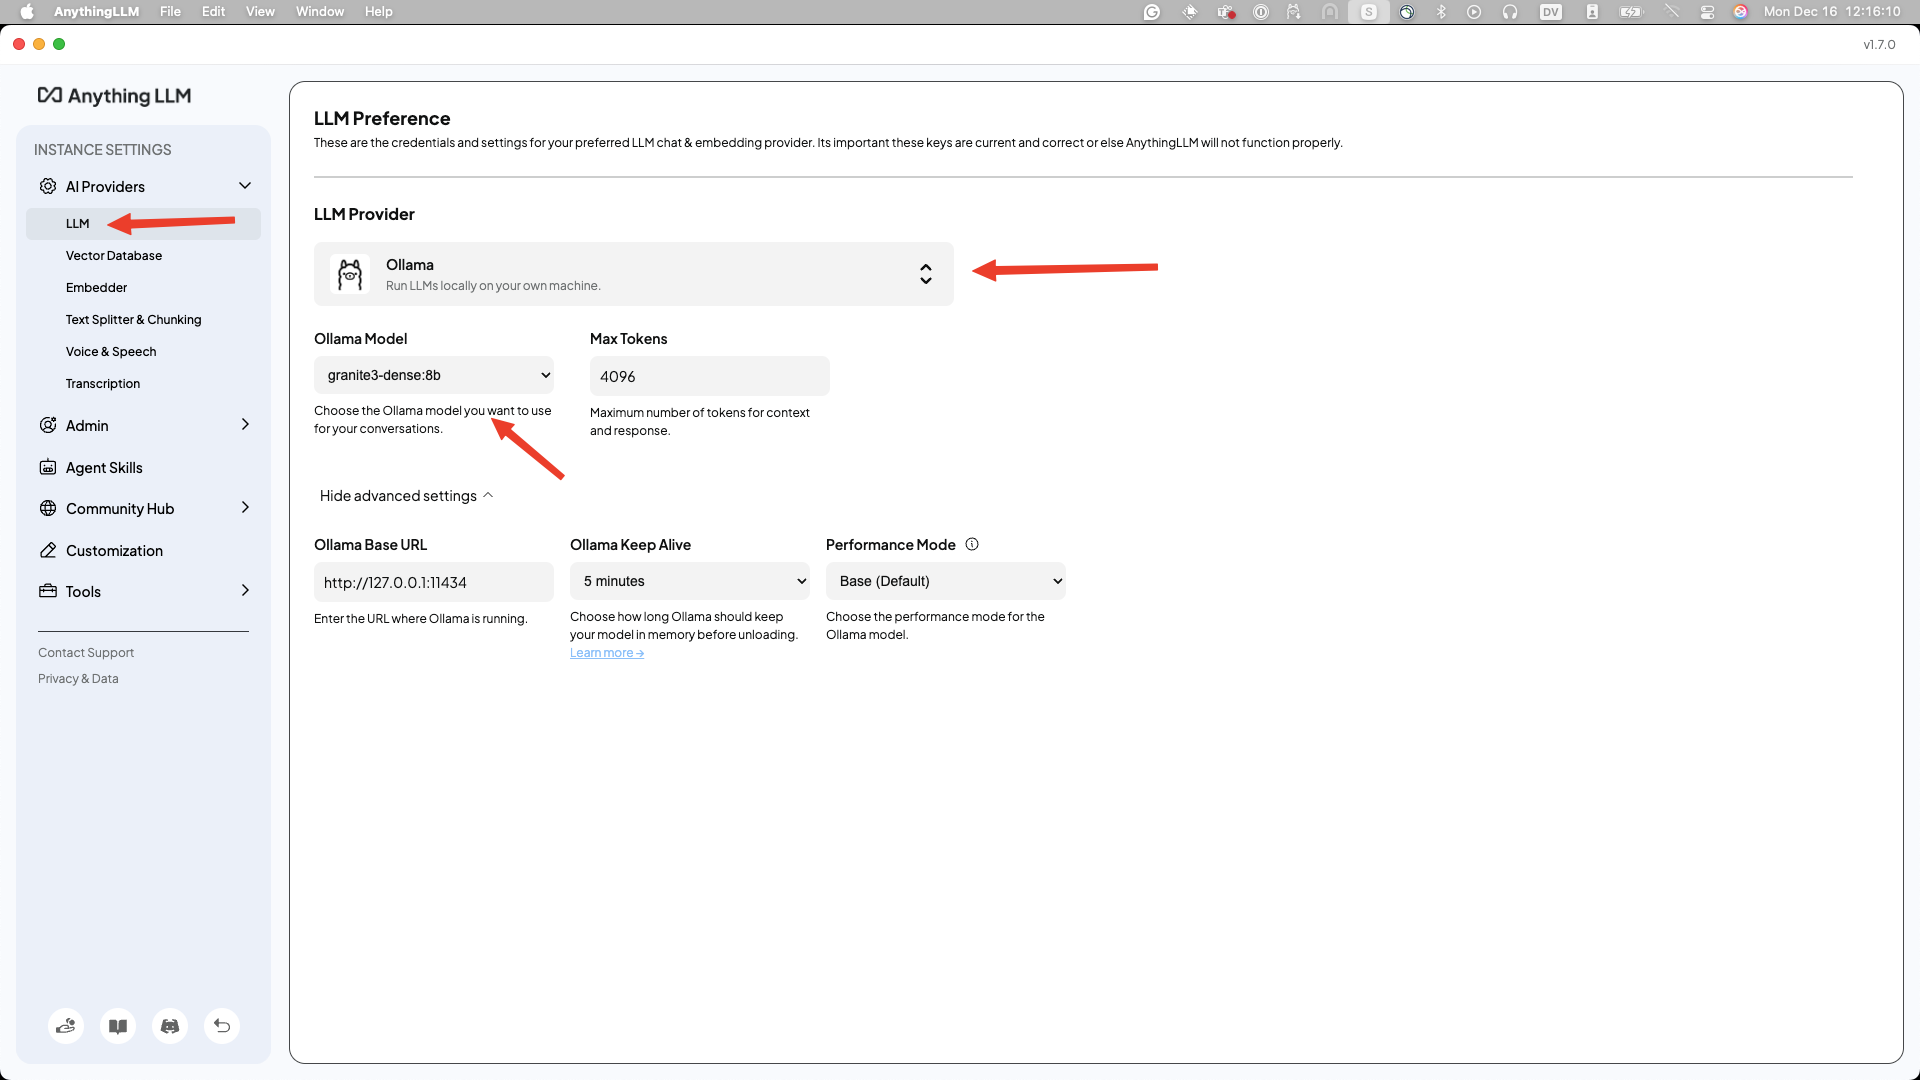 AnythingLLM File Edit View Window Help DV Mon Dec 16 12:16:10
v1.7.0
Anything LLM
INSTANCE SETTINGS
AI Providers
LLM
Vector Database
Embedder
Text Splitter & Chunking
Voice & Speech
Transcription
Admin
Agent Skills
Community Hub
Customization
Tools
Contact Support
Privacy & Data
LLM Preference
These are the credentials and settings for your preferred LLM chat & embedding provider. Its important these keys are current and correct or else AnythingLLM will not function properly.
LLM Provider
Ollama
Run LLMs locally on your own machine.
Ollama Model
granite3-dense:8b
Choose the Ollama model you want to use
for your conversations.
Max Tokens
4096
Maximum number of tokens for context
and response.
Hide advanced settings
Ollama Base URL
http://127.0.0.1:11434
Enter the URL where Ollama is running.
Ollama Keep Alive
5 minutes
Choose how long Ollama should keep
your model in memory before unloading.
Learn more →
Performance Mode
Base (Default)
Choose the performance mode for the
Ollama model.